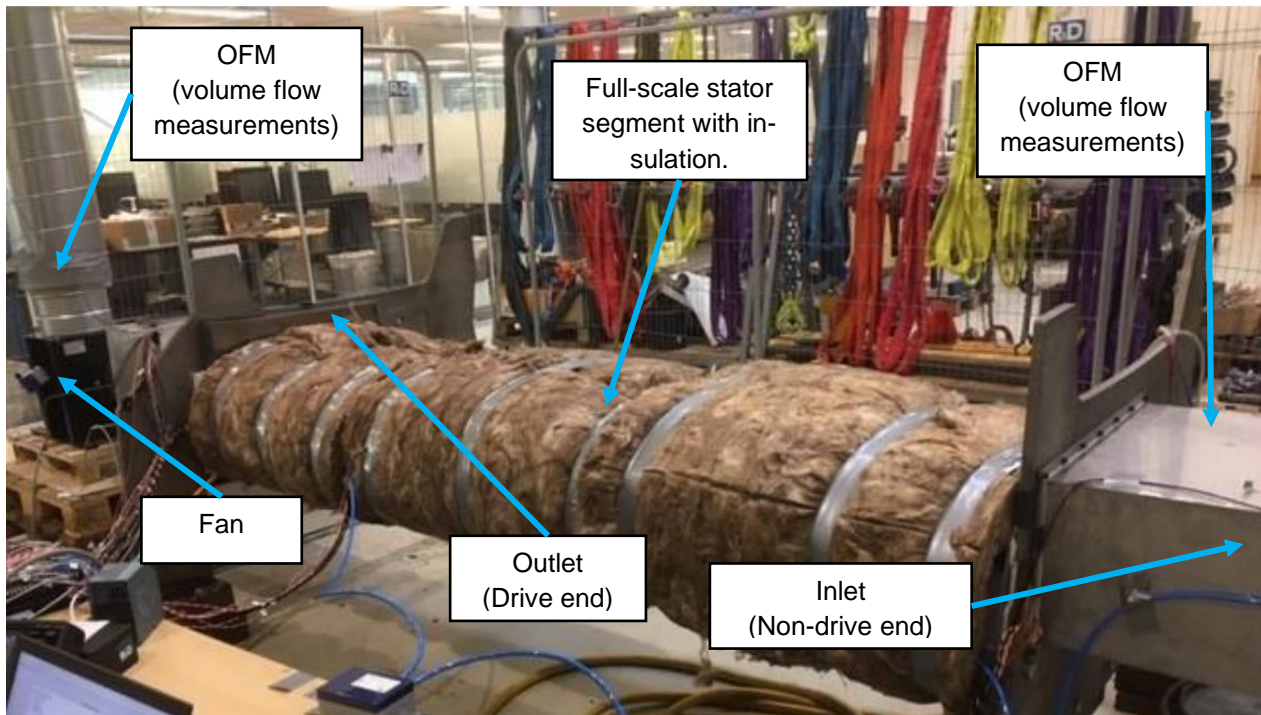 OFM
(volume flow
measurements)
Full-scale stator
segment with in-
sulation.
R&D
OFM
(volume flow
measurements)
Fan
Outlet
(Drive end)
Inlet
(Non-drive end)